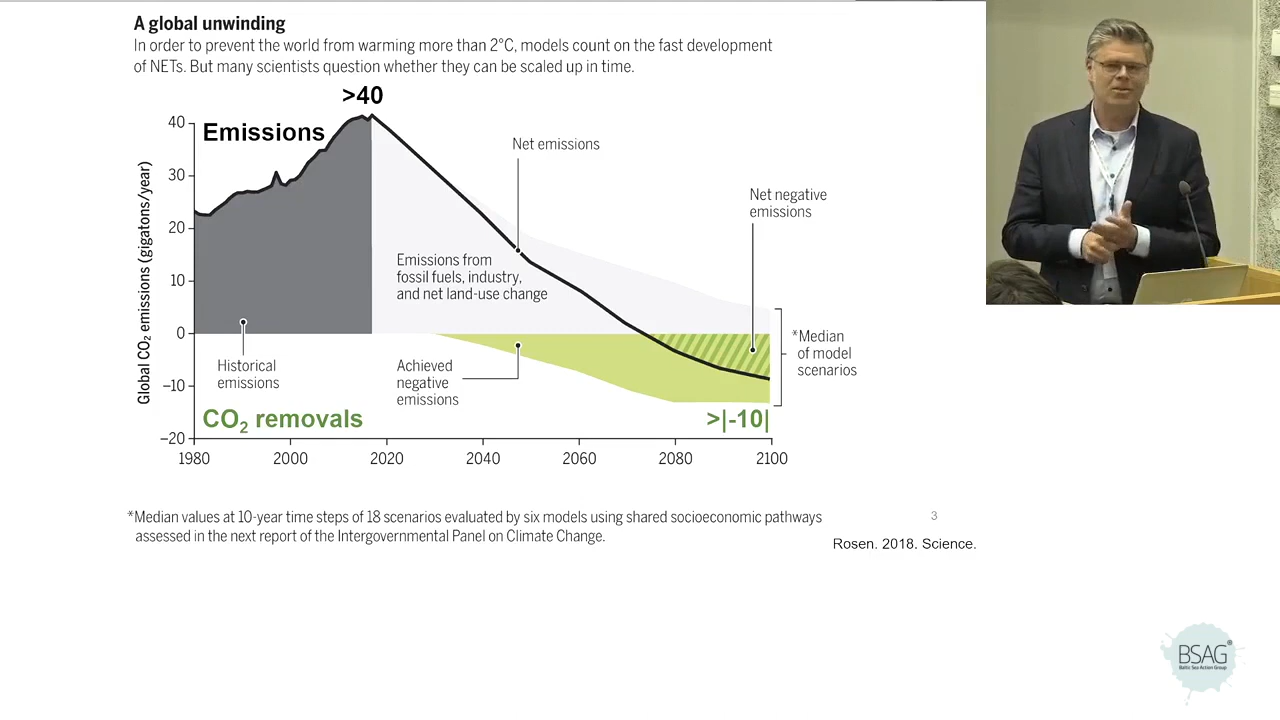 A global unwinding
In order to prevent the world from warming more than 2°C, models count on the fast development
of NETs. But many scientists question whether they can be scaled up in time.
>40
Emissions
Global CO₂ emissions (gigatons/year)
40
30
20
10
0
−10
−20
Net emissions
Net negative
emissions
Emissions from
fossil fuels, industry,
and net land-use change
Historical
emissions
Achieved
negative
emissions
*Median
of model
scenarios
CO₂ removals
>|-10|
1980
2000
2020
2040
2060
2080
2100
*Median values at 10-year time steps of 18 scenarios evaluated by six models using shared socioeconomic pathways
assessed in the next report of the Intergovernmental Panel on Climate Change.
3
Rosen. 2018. Science.
BSAG®
Baltic Sea Action Group